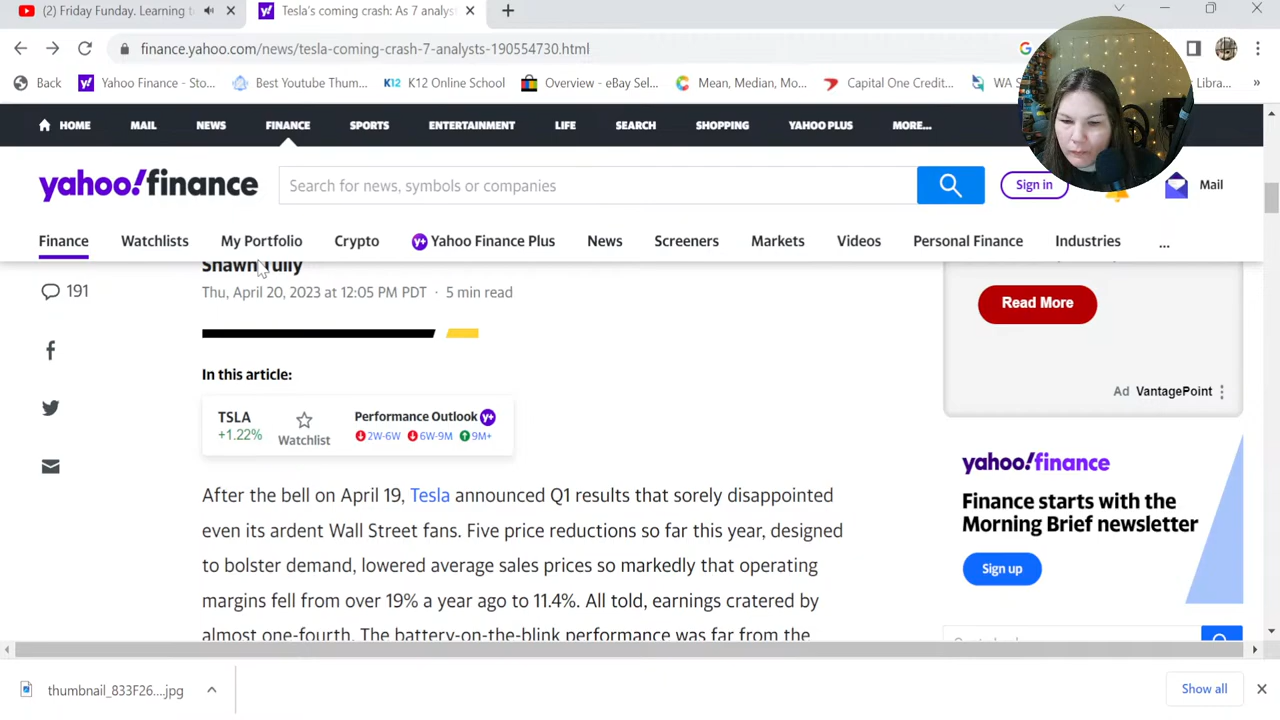 (2) Friday Funday. Learning to
Tesla's coming crash: As 7 analys
finance.yahoo.com/news/tesla-coming-crash-7-analysts-190554730.html
Back
Yahoo Finance - Sto...
Best Youtube Thum...
K12 K12 Online School
Overview - eBay Sel...
Mean, Median, Mo...
Capital One Credit...
WA S
Libra...
»
HOME
MAIL
NEWS
FINANCE
SPORTS
ENTERTAINMENT
LIFE
SEARCH
SHOPPING
YAHOO PLUS
MORE...
yahoo!finance
Search for news, symbols or companies
Sign in
Mail
Finance
Watchlists
My Portfolio
Crypto
Y+ Yahoo Finance Plus
News
Screeners
Markets
Videos
Personal Finance
Industries
...
Shawn Tully
191
Thu, April 20, 2023 at 12:05 PM PDT · 5 min read
In this article:
TSLA
+1.22%
Watchlist
Performance Outlook Y+
2W-6W 6W-9M 9M+
After the bell on April 19, Tesla announced Q1 results that sorely disappointed
even its ardent Wall Street fans. Five price reductions so far this year, designed
to bolster demand, lowered average sales prices so markedly that operating
margins fell from over 19% a year ago to 11.4%. All told, earnings cratered by
almost one-fourth. The battery-on-the-blink performance was far from the
Read More
Ad VantagePoint
yahoo!finance
Finance starts with the
Morning Brief newsletter
Sign up
thumbnail_833F26....jpg
Show all